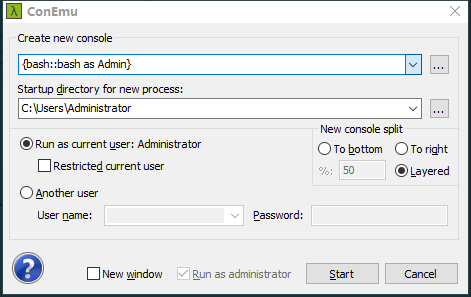 λ ConEmu
Create new console
{bash::bash as Admin}
...
Startup directory for new process:
C:\Users\Administrator
...
Run as current user: Administrator
Restricted current user
New console split
To bottom To right
%: 50 Layered
Another user
User name: Password:
? New window Run as administrator Start Cancel